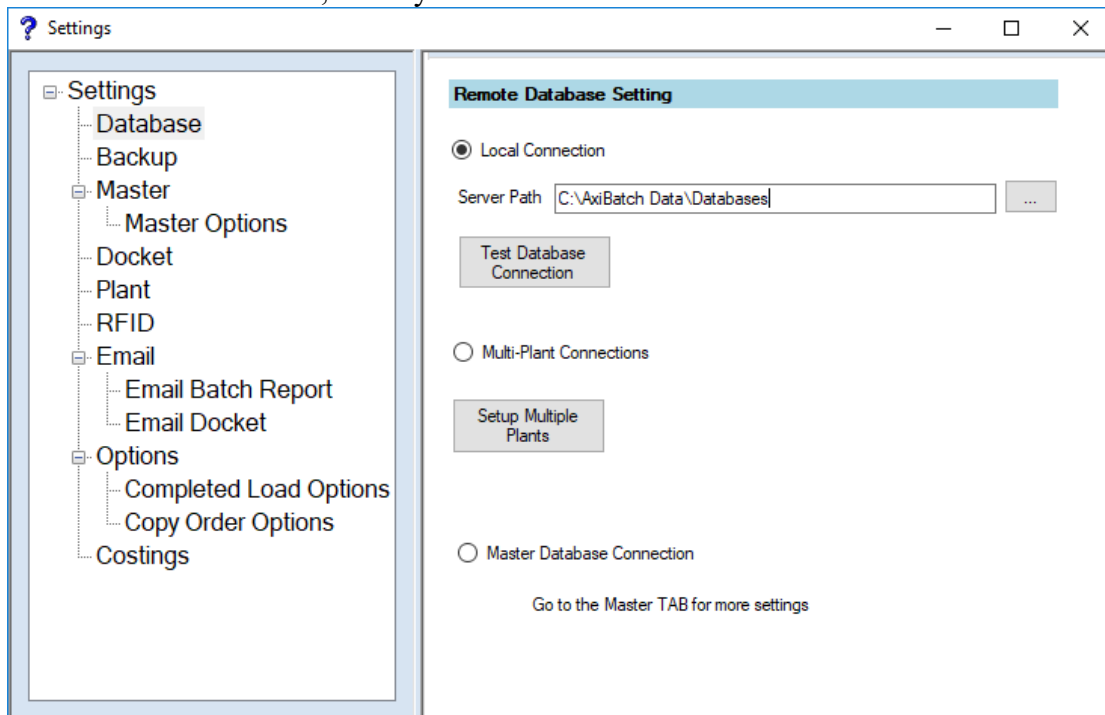 Settings
Settings
Database
Backup
Master
Master Options
Docket
Plant
RFID
Email
Email Batch Report
Email Docket
Options
Completed Load Options
Copy Order Options
Costings
Remote Database Setting
Local Connection
Server Path C:\AxiBatch Data\Databases ...
Test Database
Connection
Multi-Plant Connections
Setup Multiple
Plants
Master Database Connection
Go to the Master TAB for more settings